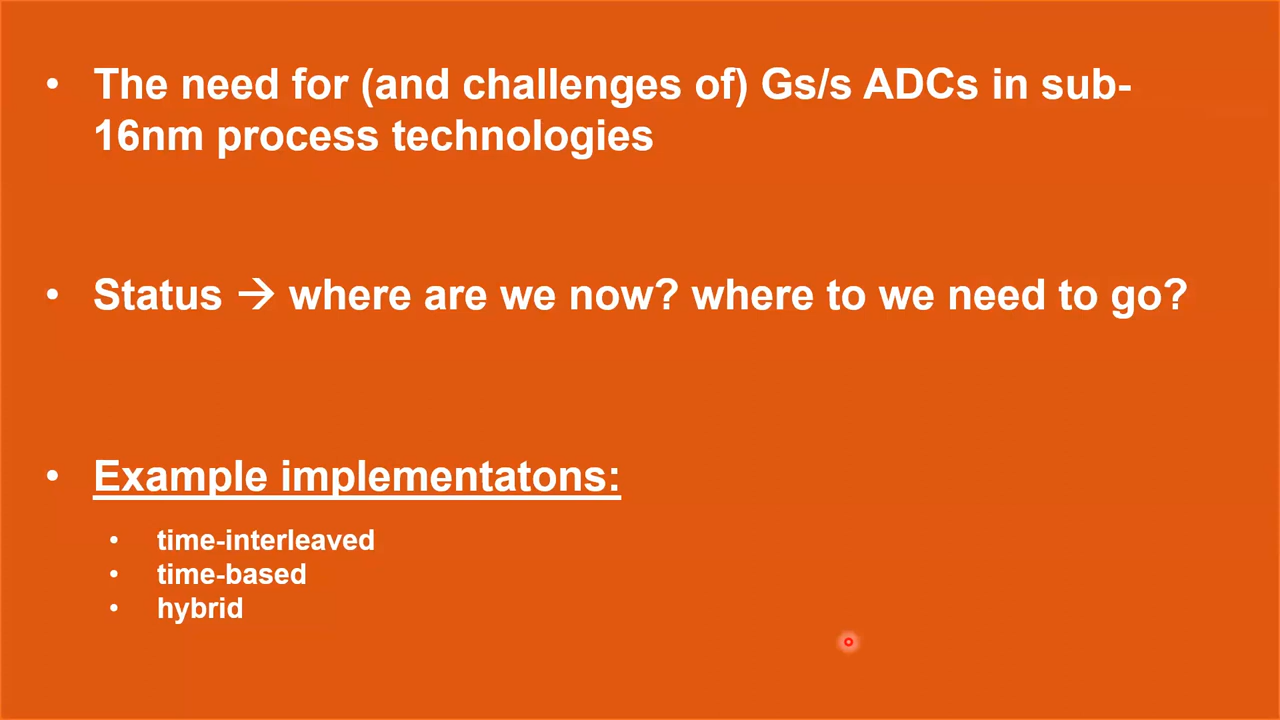 • The need for (and challenges of) Gs/s ADCs in sub-
16nm process technologies
• Status → where are we now? where to we need to go?
• Example implementatons:
• time-interleaved
• time-based
• hybrid